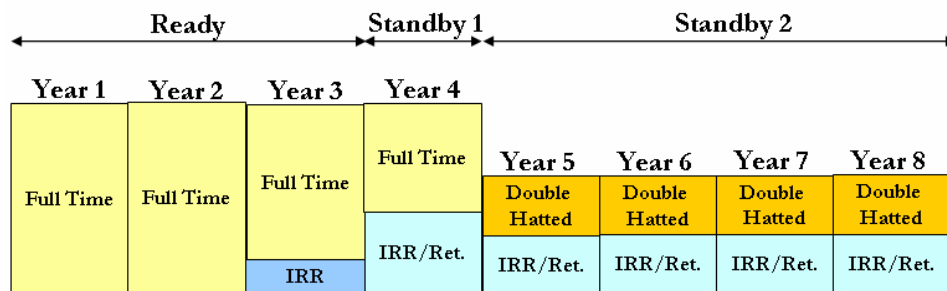 Ready
Standby 1
Standby 2
Year 1
Year 2
Year 3
Year 4
Full Time
Full Time
Full Time
IRR
Full Time
IRR/Ret.
Year 5
Year 6
Year 7
Year 8
Double
Hatted
Double
Hatted
Double
Hatted
Double
Hatted
IRR/Ret.
IRR/Ret.
IRR/Ret.
IRR/Ret.